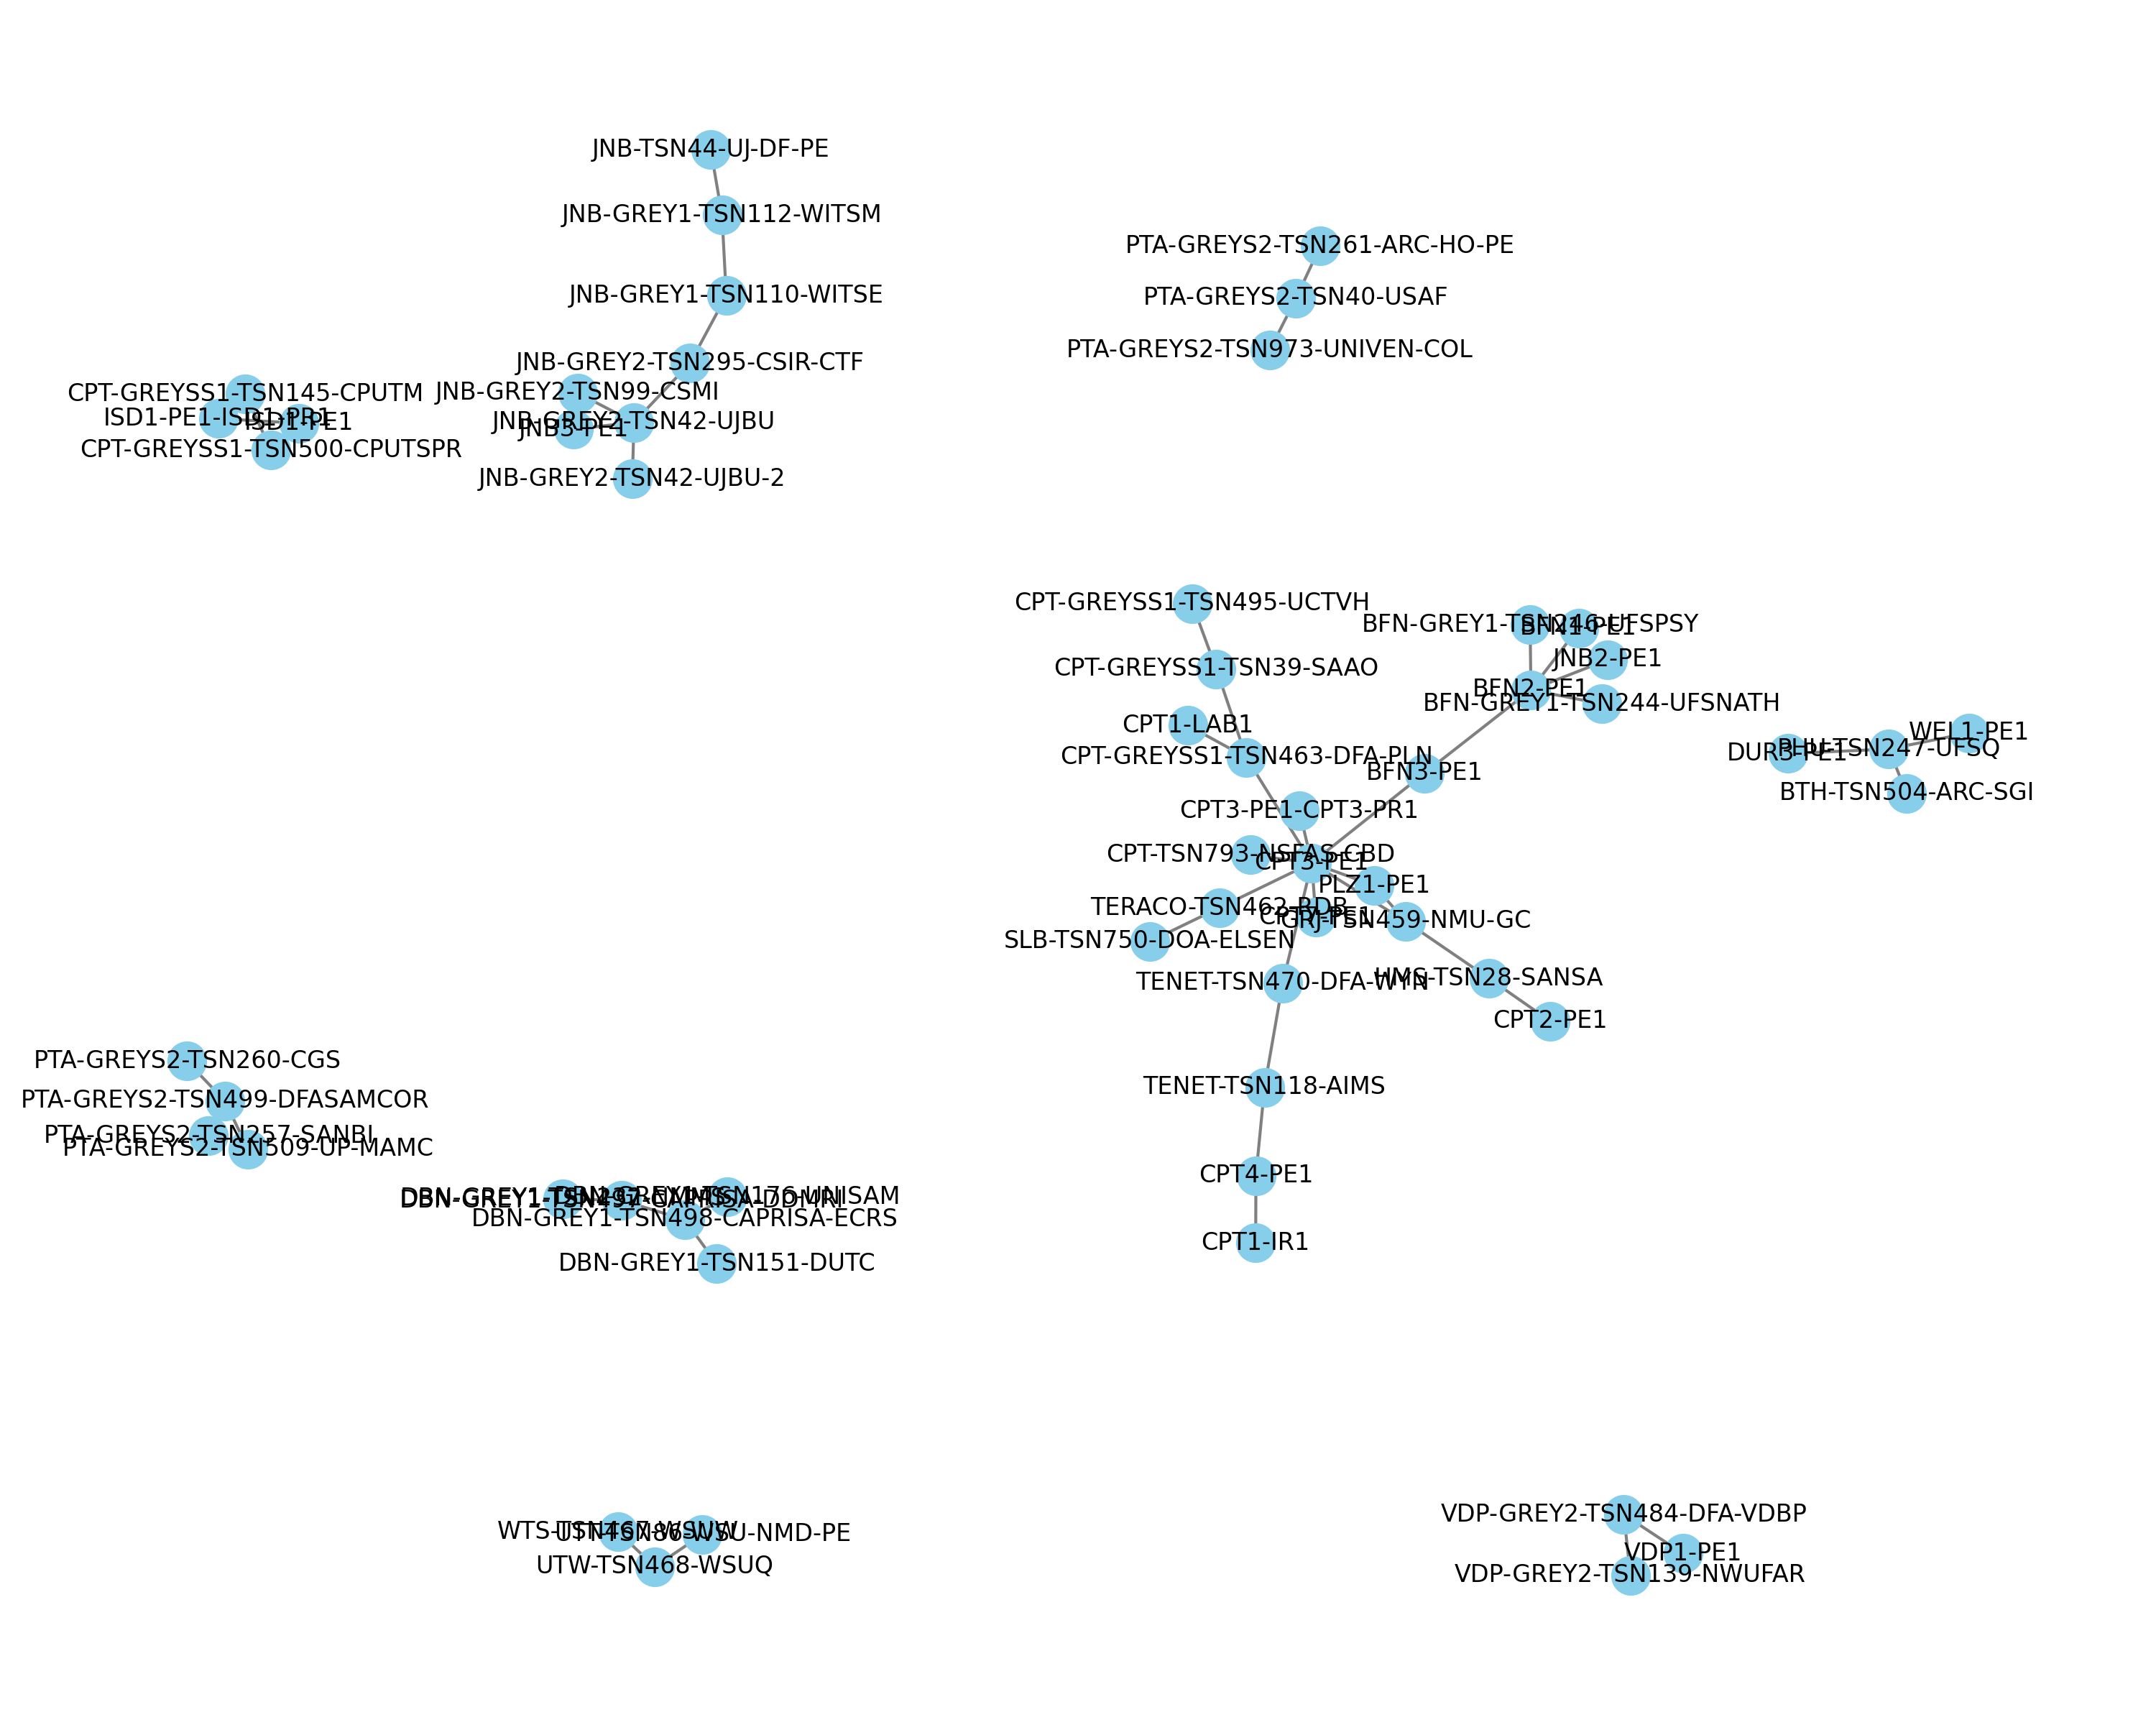 JNB-TSN44-UJ-DF-PE
JNB-GREY1-TSN112-WITSM
PTA-GREYS2-TSN261-ARC-HO-PE
JNB-GREY1-TSN110-WITSE
PTA-GREYS2-TSN40-USAF
PTA-GREYS2-TSN973-UNIVEN-COL
JNB-GREY2-TSN295-CSIR-CTF
CPT-GREYSS1-TSN145-CPUTM
JNB-GREY2-TSN99-CSMI
ISD1-PE1-ISD1-PR1
ISD1-PE1
JNB-GREY2-TSN42-UJBU
JNB3-PE1
CPT-GREYSS1-TSN500-CPUTSPR
JNB-GREY2-TSN42-UJBU-2
CPT-GREYSS1-TSN495-UCTVH
BFN-GREY1-TSN246-UFSPSY
BFN1-PE1
JNB2-PE1
CPT-GREYSS1-TSN39-SAAO
BFN2-PE1
BFN-GREY1-TSN244-UFSNATH
CPT1-LAB1
WEL1-PE1
PHU-TSN247-UFSQ
DUR3-PE1
CPT-GREYSS1-TSN463-DFA-PLN
BFN3-PE1
BTH-TSN504-ARC-SGI
CPT3-PE1-CPT3-PR1
CPT-TSN793-NSFAS-CBD
CPT3-PE1
PLZ1-PE1
TERACO-TSN462-RDB
GRJ-TSN459-NMU-GC
SLB-TSN750-DOA-ELSEN
TENET-TSN470-DFA-WYN
HMS-TSN28-SANSA
CPT2-PE1
PTA-GREYS2-TSN260-CGS
TENET-TSN118-AIMS
PTA-GREYS2-TSN499-DFASAMCOR
PTA-GREYS2-TSN257-SANBI
PTA-GREYS2-TSN509-UP-MAMC
CPT4-PE1
DBN-GREY1-TSN176-UNISAM
DBN-GREY1-TSN498-CAPRISA-ECRS
CPT1-IR1
DBN-GREY1-TSN151-DUTC
VDP-GREY2-TSN484-DFA-VDBP
WTS-TSN467-WSUW
UTT-TSN86-WSU-NMD-PE
VDP1-PE1
UTW-TSN468-WSUQ
VDP-GREY2-TSN139-NWUFAR